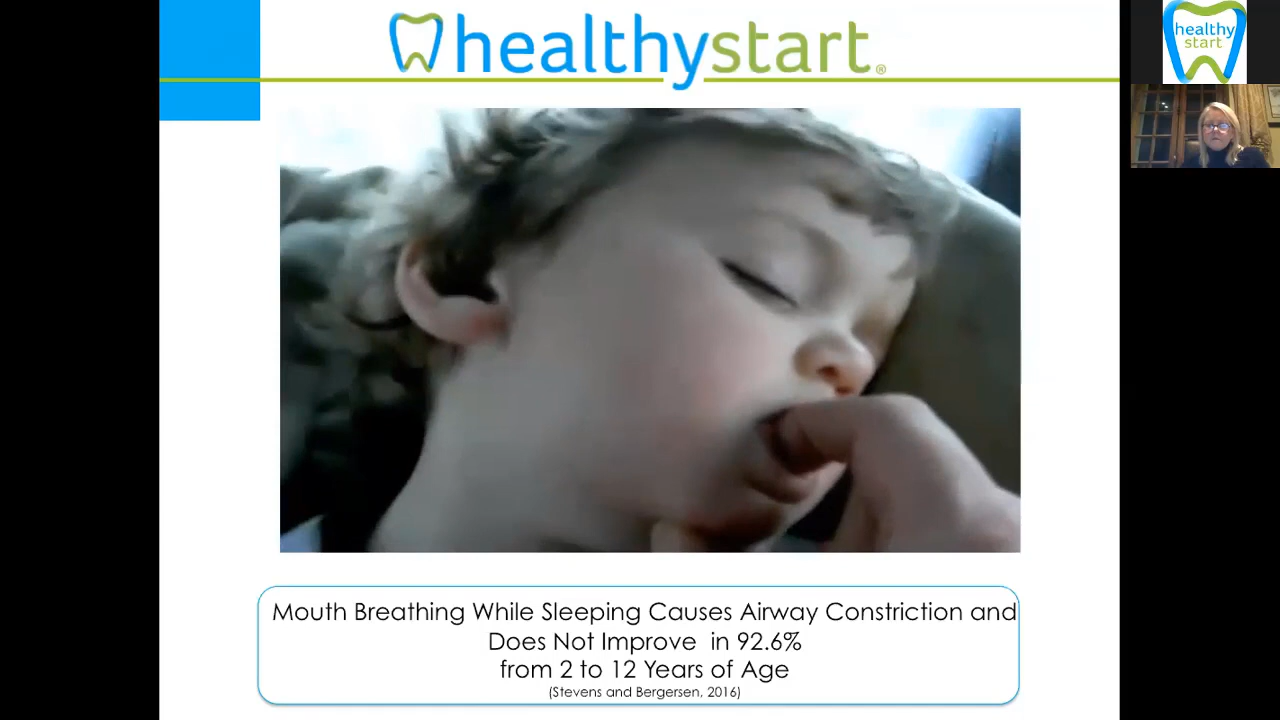 healthystart®
healthy
start
Mouth Breathing While Sleeping Causes Airway Constriction and
Does Not Improve in 92.6%
from 2 to 12 Years of Age
(Stevens and Bergersen, 2016)